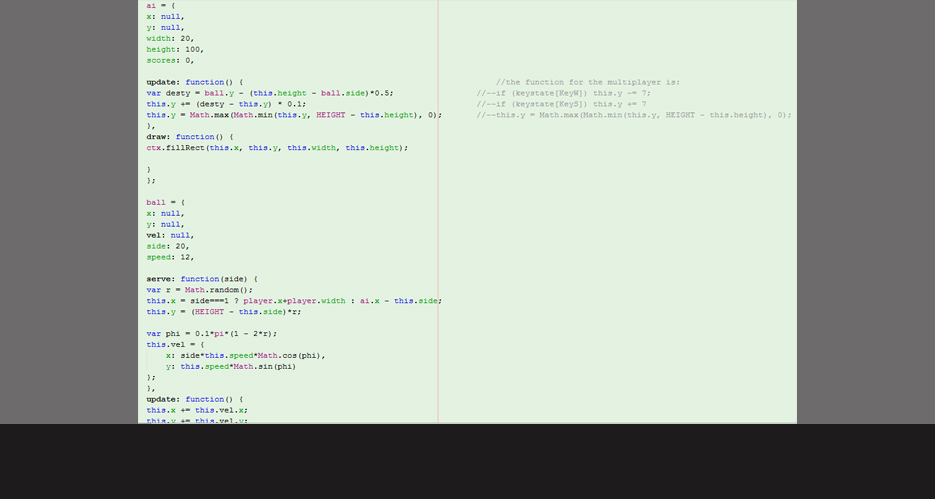 ai = {
x: null,
y: null,
width: 20,
height: 100,
scores: 0,
update: function() { //the function for the multiplayer is:
var desty = ball.y - (this.height - ball.side)*0.5; //--if (keystate[KeyW]) this.y -= 7;
this.y += (desty - this.y) * 0.1; //--if (keystate[KeyS]) this.y += 7
this.y = Math.max(Math.min(this.y, HEIGHT - this.height), 0); //--this.y = Math.max(Math.min(this.y, HEIGHT - this.height), 0);
},
draw: function() {
ctx.fillRect(this.x, this.y, this.width, this.height);
}
};
ball = {
x: null,
y: null,
vel: null,
side: 20,
speed: 12,
serve: function(side) {
var r = Math.random();
this.x = side===1 ? player.x+player.width : ai.x - this.side;
this.y = (HEIGHT - this.side)*r;
var phi = 0.1*pi*(1 - 2*r);
this.vel = {
x: side*this.speed*Math.cos(phi),
y: this.speed*Math.sin(phi)
};
},
update: function() {
this.x += this.vel.x;
this.y += this.vel.y;